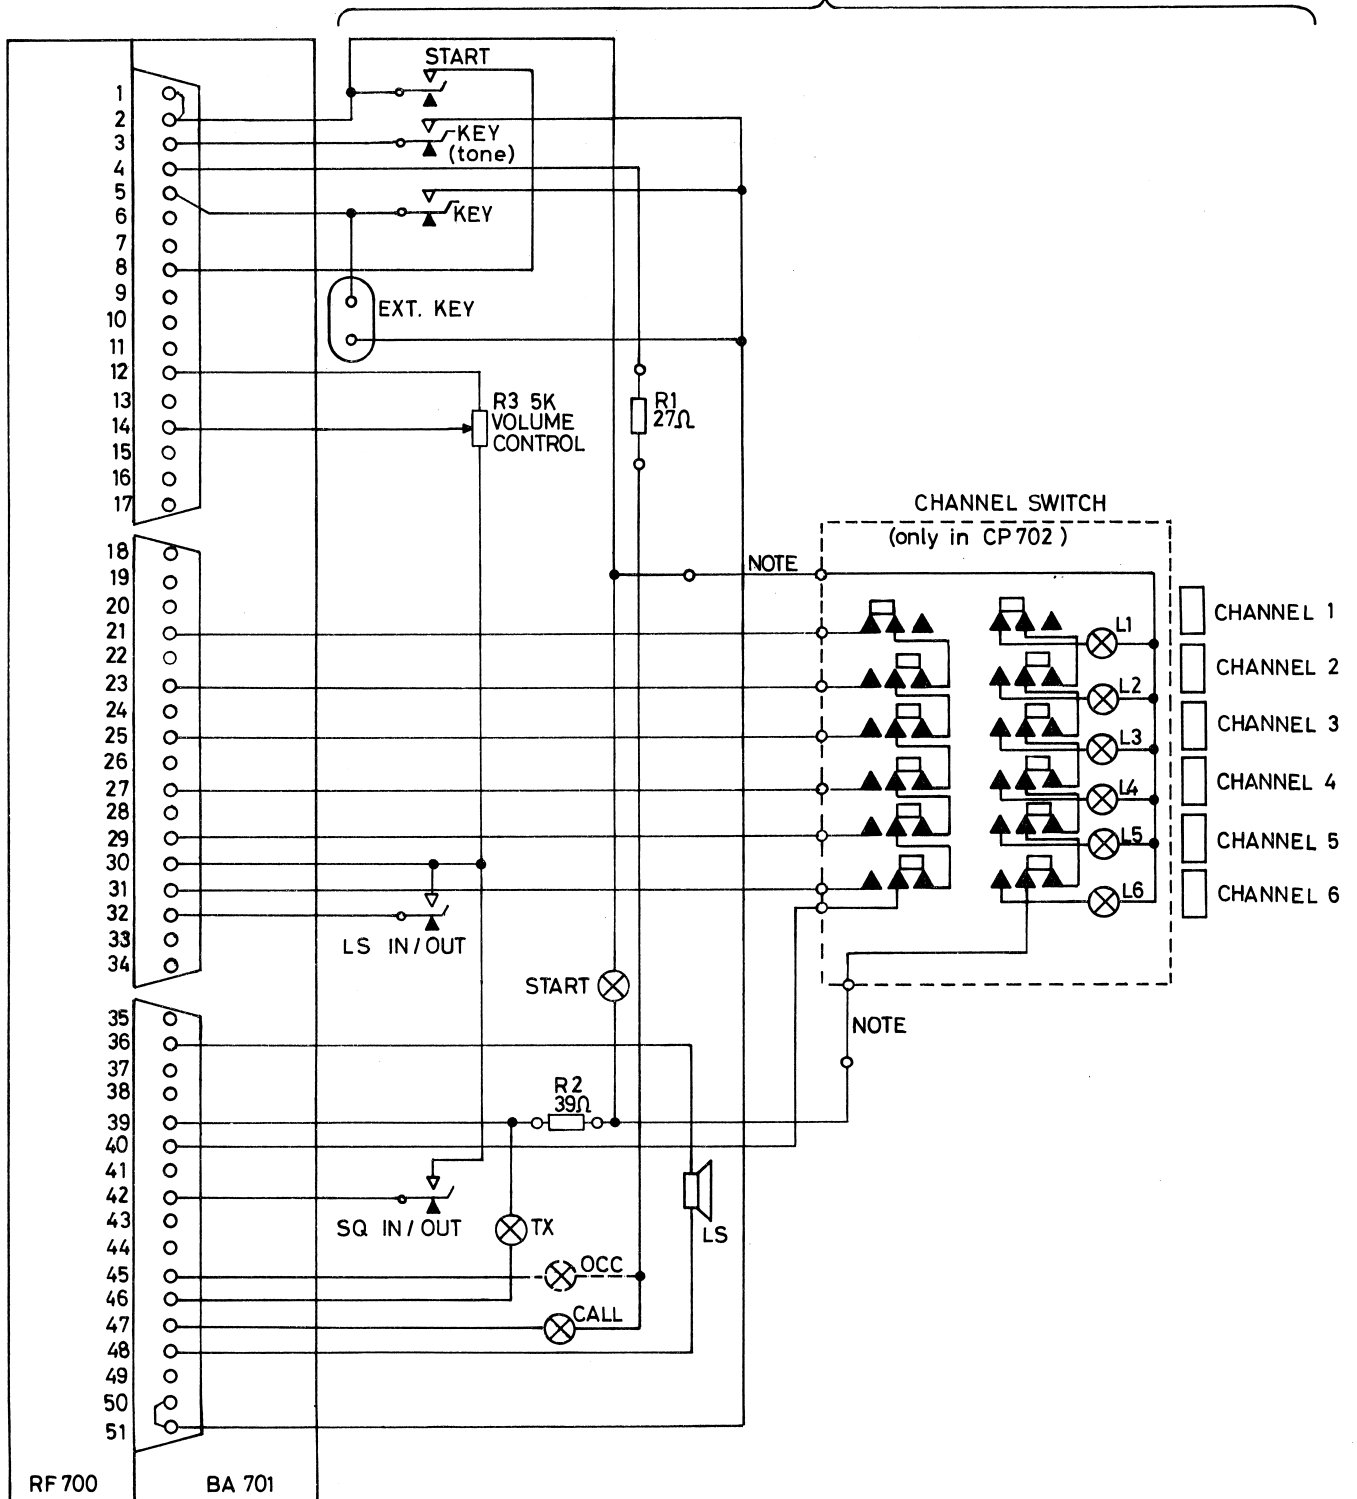 START
1
2
3
KEY
(tone)
4
5
6
KEY
7
8
9
EXT. KEY
10
11
12
13
R3 5K
VOLUME
CONTROL
R1
27Ω
14
15
16
17
CHANNEL SWITCH
(only in CP 702)
18
NOTE
19
20
21
22
23
24
25
26
27
28
29
30
31
32
33
34
L1
L2
L3
L4
L5
L6
CHANNEL 1
CHANNEL 2
CHANNEL 3
CHANNEL 4
CHANNEL 5
CHANNEL 6
LS IN/OUT
START
NOTE
35
36
37
38
39
40
41
42
43
44
45
46
47
48
49
50
51
R2
39Ω
SQ IN/OUT
TX
LS
OCC
CALL
RF 700
BA 701